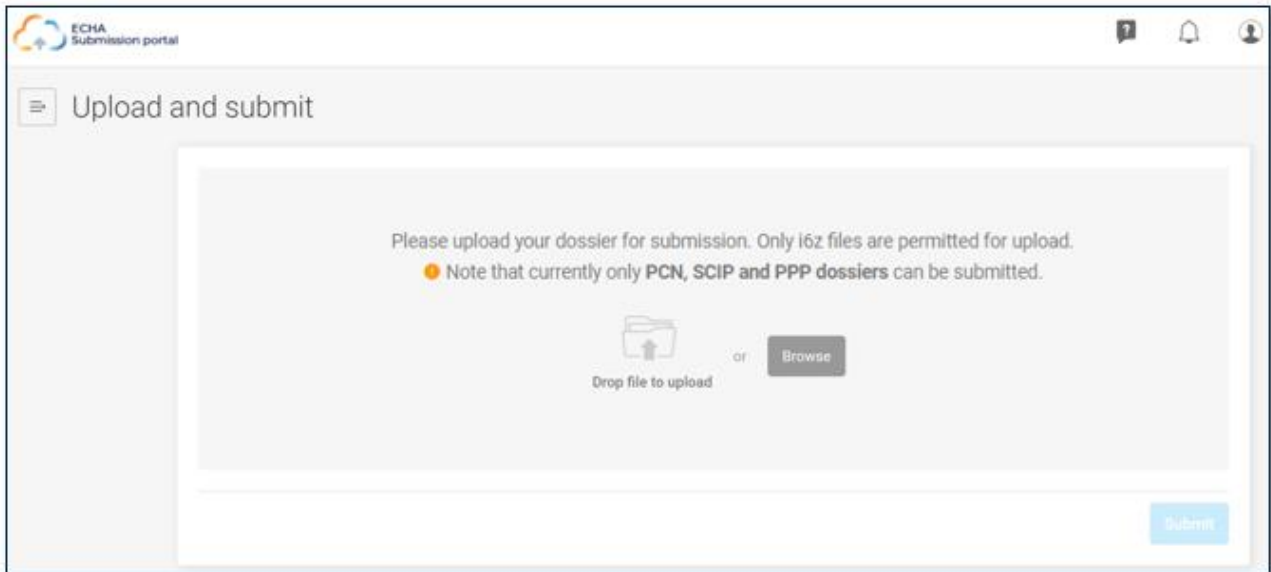 ECHA
Submission portal
?
Upload and submit
Please upload your dossier for submission. Only i6z files are permitted for upload.
Note that currently only PCN, SCIP and PPP dossiers can be submitted.
or
Browse
Drop file to upload
Submit